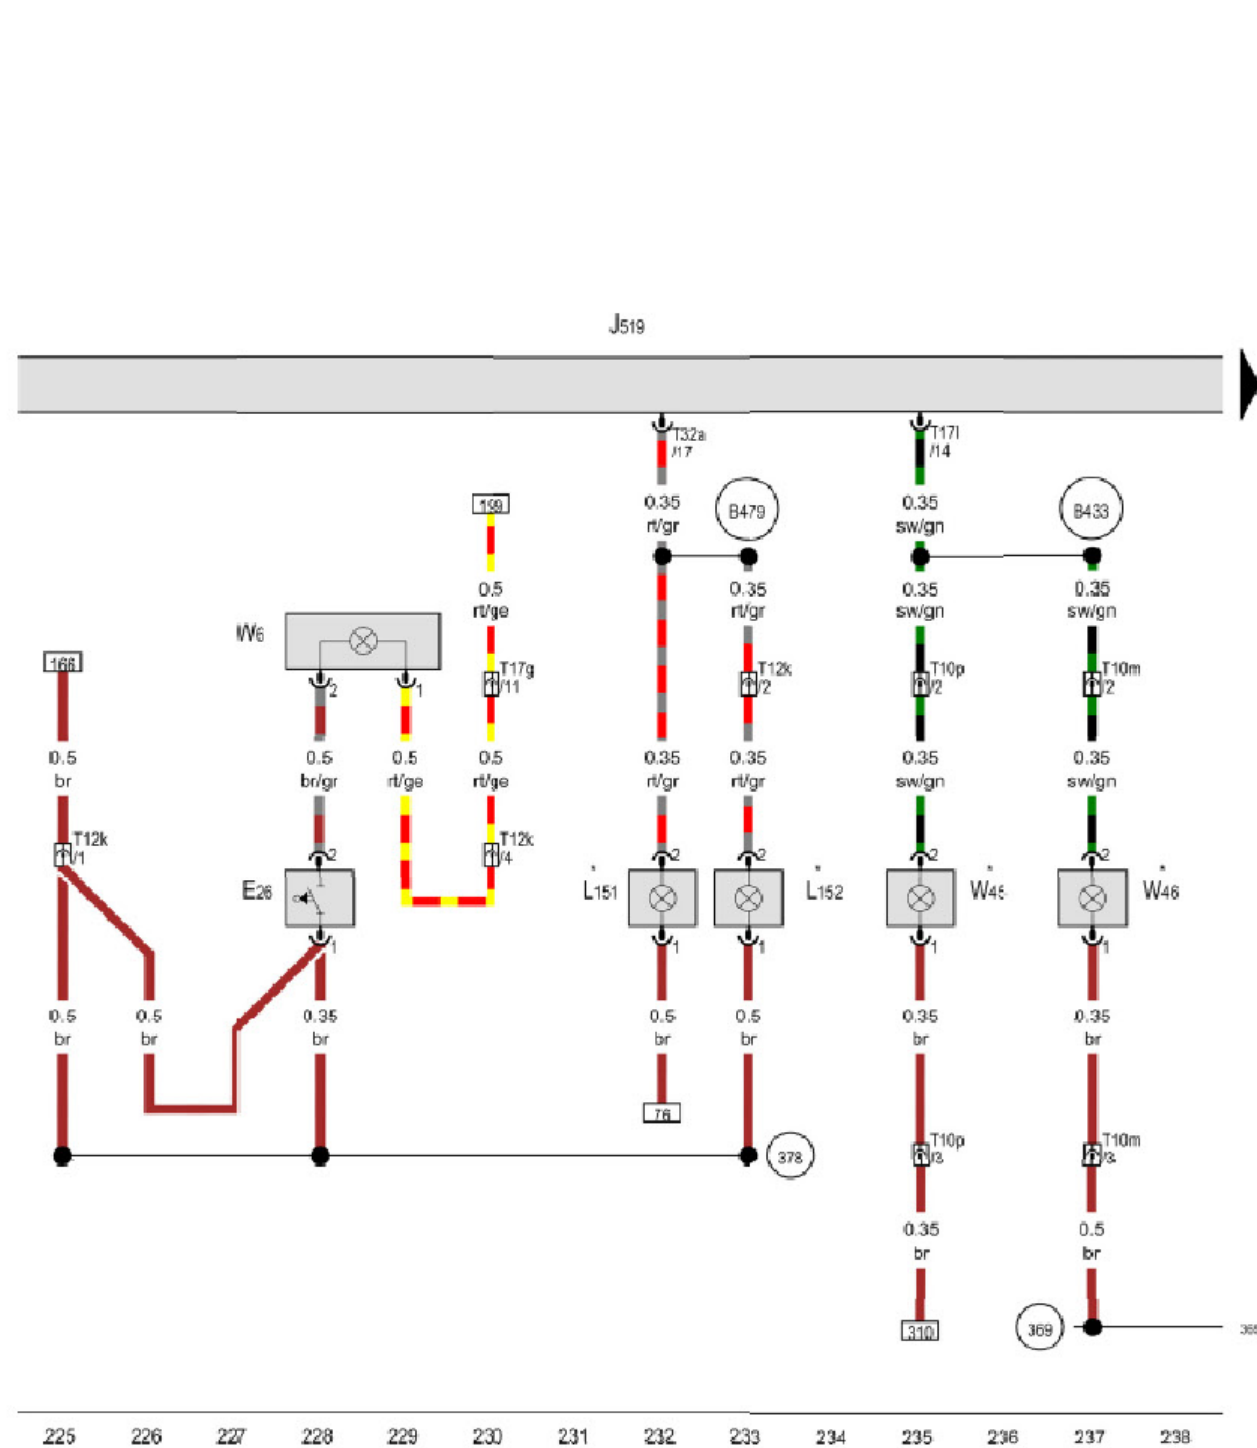 J519
T32a
/17
T17l
/14
199
0.35
rt/gr
B479
0.35
sw/gn
B433
0.5
rt/ge
0.35
rt/gr
0.35
sw/gn
0.35
sw/gn
W6
166
2
1
T17g
/11
T12k
/2
T10p
/2
T10m
/2
0.5
br
0.5
br/gr
0.5
rt/ge
0.5
rt/ge
0.35
rt/gr
0.35
rt/gr
0.35
sw/gn
0.35
sw/gn
T12k
/1
2
T12k
/4
2
2
2
2
E26
*
L151
*
L152
*
W45
*
W46
1
1
1
1
1
0.5
br
0.5
br
0.35
br
0.5
br
0.5
br
0.35
br
0.35
br
76
378
T10p
/3
T10m
/3
0.35
br
0.5
br
310
369
225 226 227 228 229 230 231 232 233 234 235 236 237 238